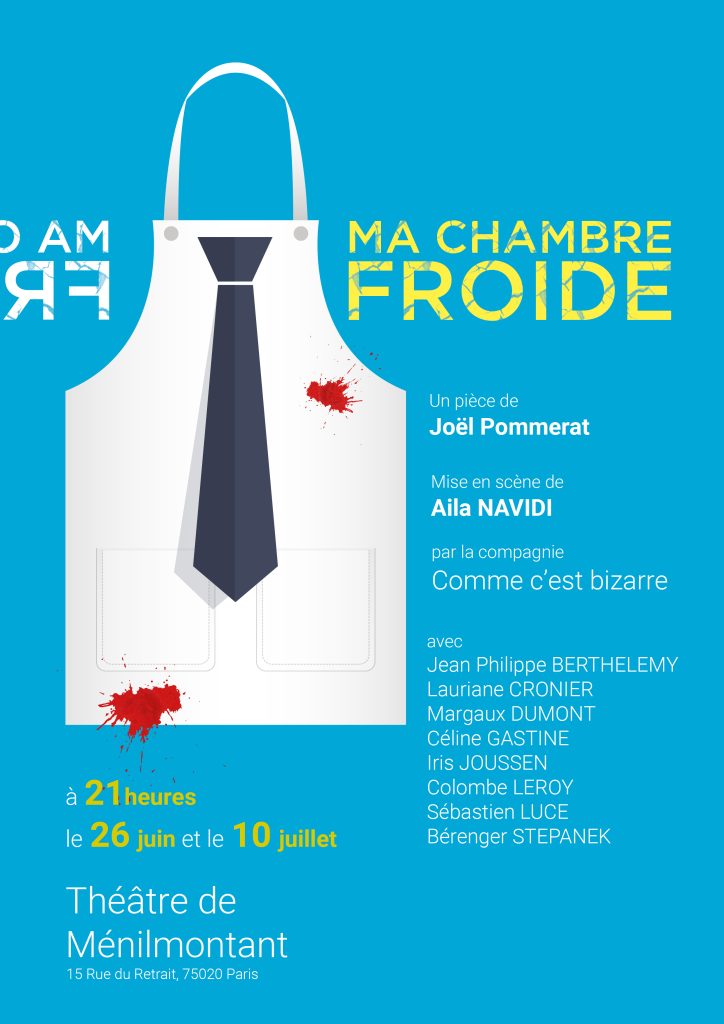 MA CHAMBRE
FROIDE
MA C
FR
Un pièce de
Joël Pommerat
Mise en scène de
Aila NAVIDI
par la compagnie
Comme c’est bizarre
avec
Jean Philippe BERTHELEMY
Lauriane CRONIER
Margaux DUMONT
Céline GASTINE
Iris JOUSSEN
Colombe LEROY
Sébastien LUCE
Bérenger STEPANEK
à 21heures
le 26 juin et le 10 juillet
Théâtre de
Ménilmontant
15 Rue du Retrait, 75020 Paris